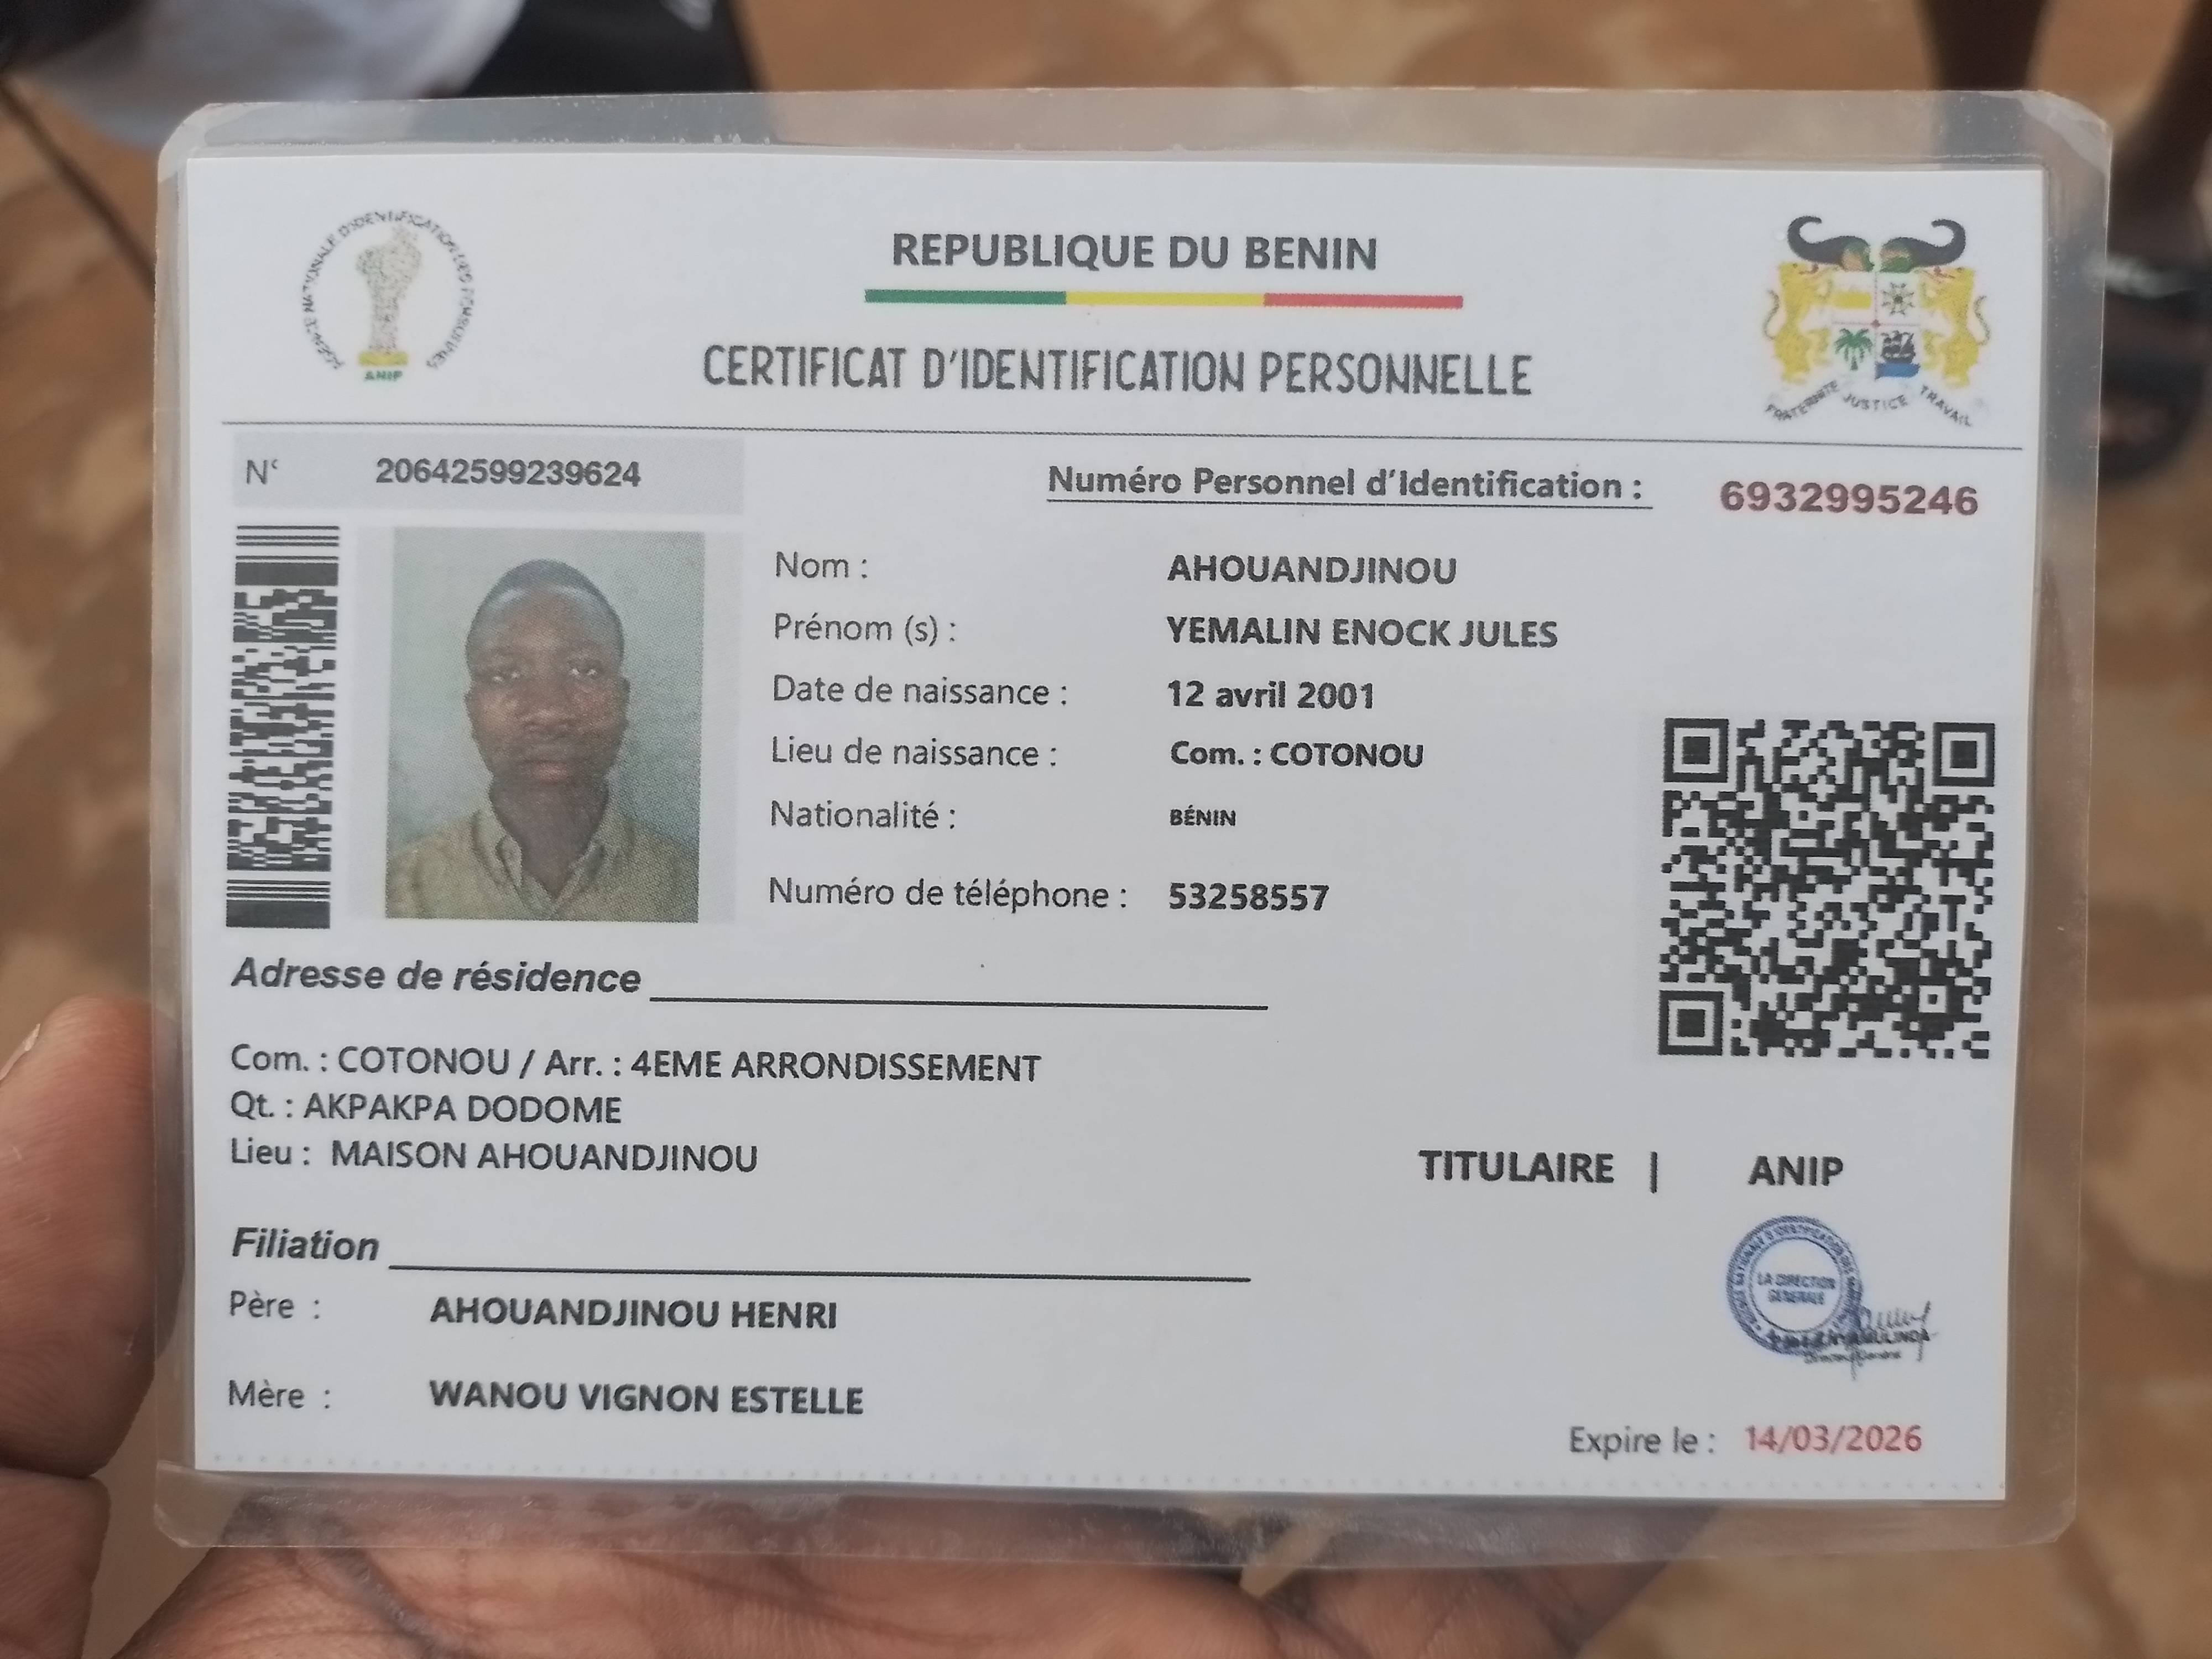 AGENCE NATIONALE D'IDENTIFICATION DES PERSONNES
ANIP
REPUBLIQUE DU BENIN
CERTIFICAT D'IDENTIFICATION PERSONNELLE
FRATERNITE JUSTICE TRAVAIL
N° 20642599239624
Numéro Personnel d'Identification : 6932995246
Nom : AHOUANDJINOU
Prénom (s) : YEMALIN ENOCK JULES
Date de naissance : 12 avril 2001
Lieu de naissance : Com. : COTONOU
Nationalité : BÉNIN
Numéro de téléphone : 53258557
Adresse de résidence
Com. : COTONOU / Arr. : 4EME ARRONDISSEMENT
Qt. : AKPAKPA DODOME
Lieu : MAISON AHOUANDJINOU
TITULAIRE | ANIP
LA DIRECTION
GENERALE
Filiation
Père : AHOUANDJINOU HENRI
Mère : WANOU VIGNON ESTELLE
Expire le : 14/03/2026